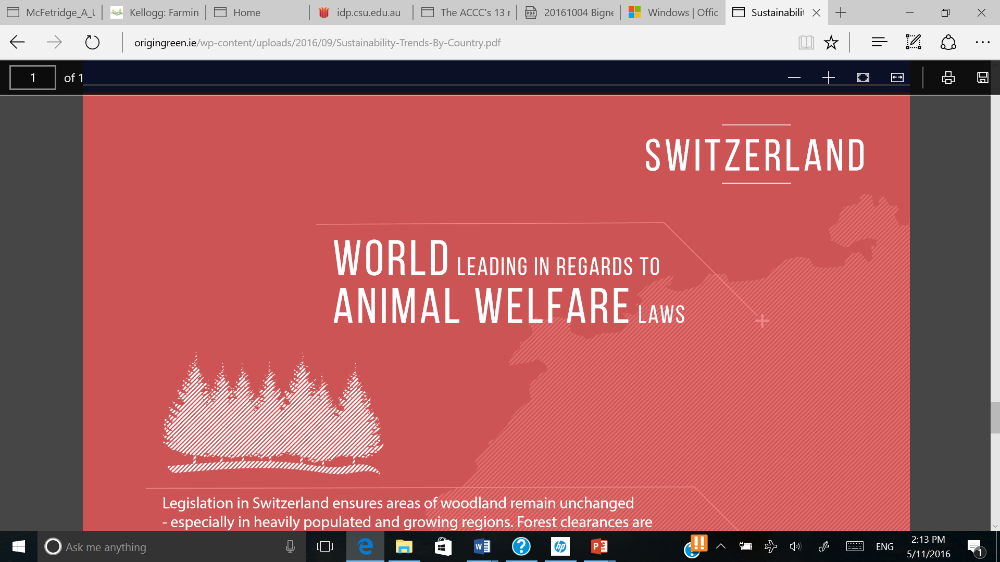 McFetridge_A_U
Kellogg: Farmin
Home
idp.csu.edu.au
The ACCC's 13 r
20161004 Bigne
Windows | Offic
Sustainabilit
origingreen.ie/wp-content/uploads/2016/09/Sustainability-Trends-By-Country.pdf
1 of 1
SWITZERLAND
WORLD LEADING IN REGARDS TO
ANIMAL WELFARE LAWS
Legislation in Switzerland ensures areas of woodland remain unchanged
- especially in heavily populated and growing regions. Forest clearances are
Ask me anything
ENG
2:13 PM
5/11/2016
1